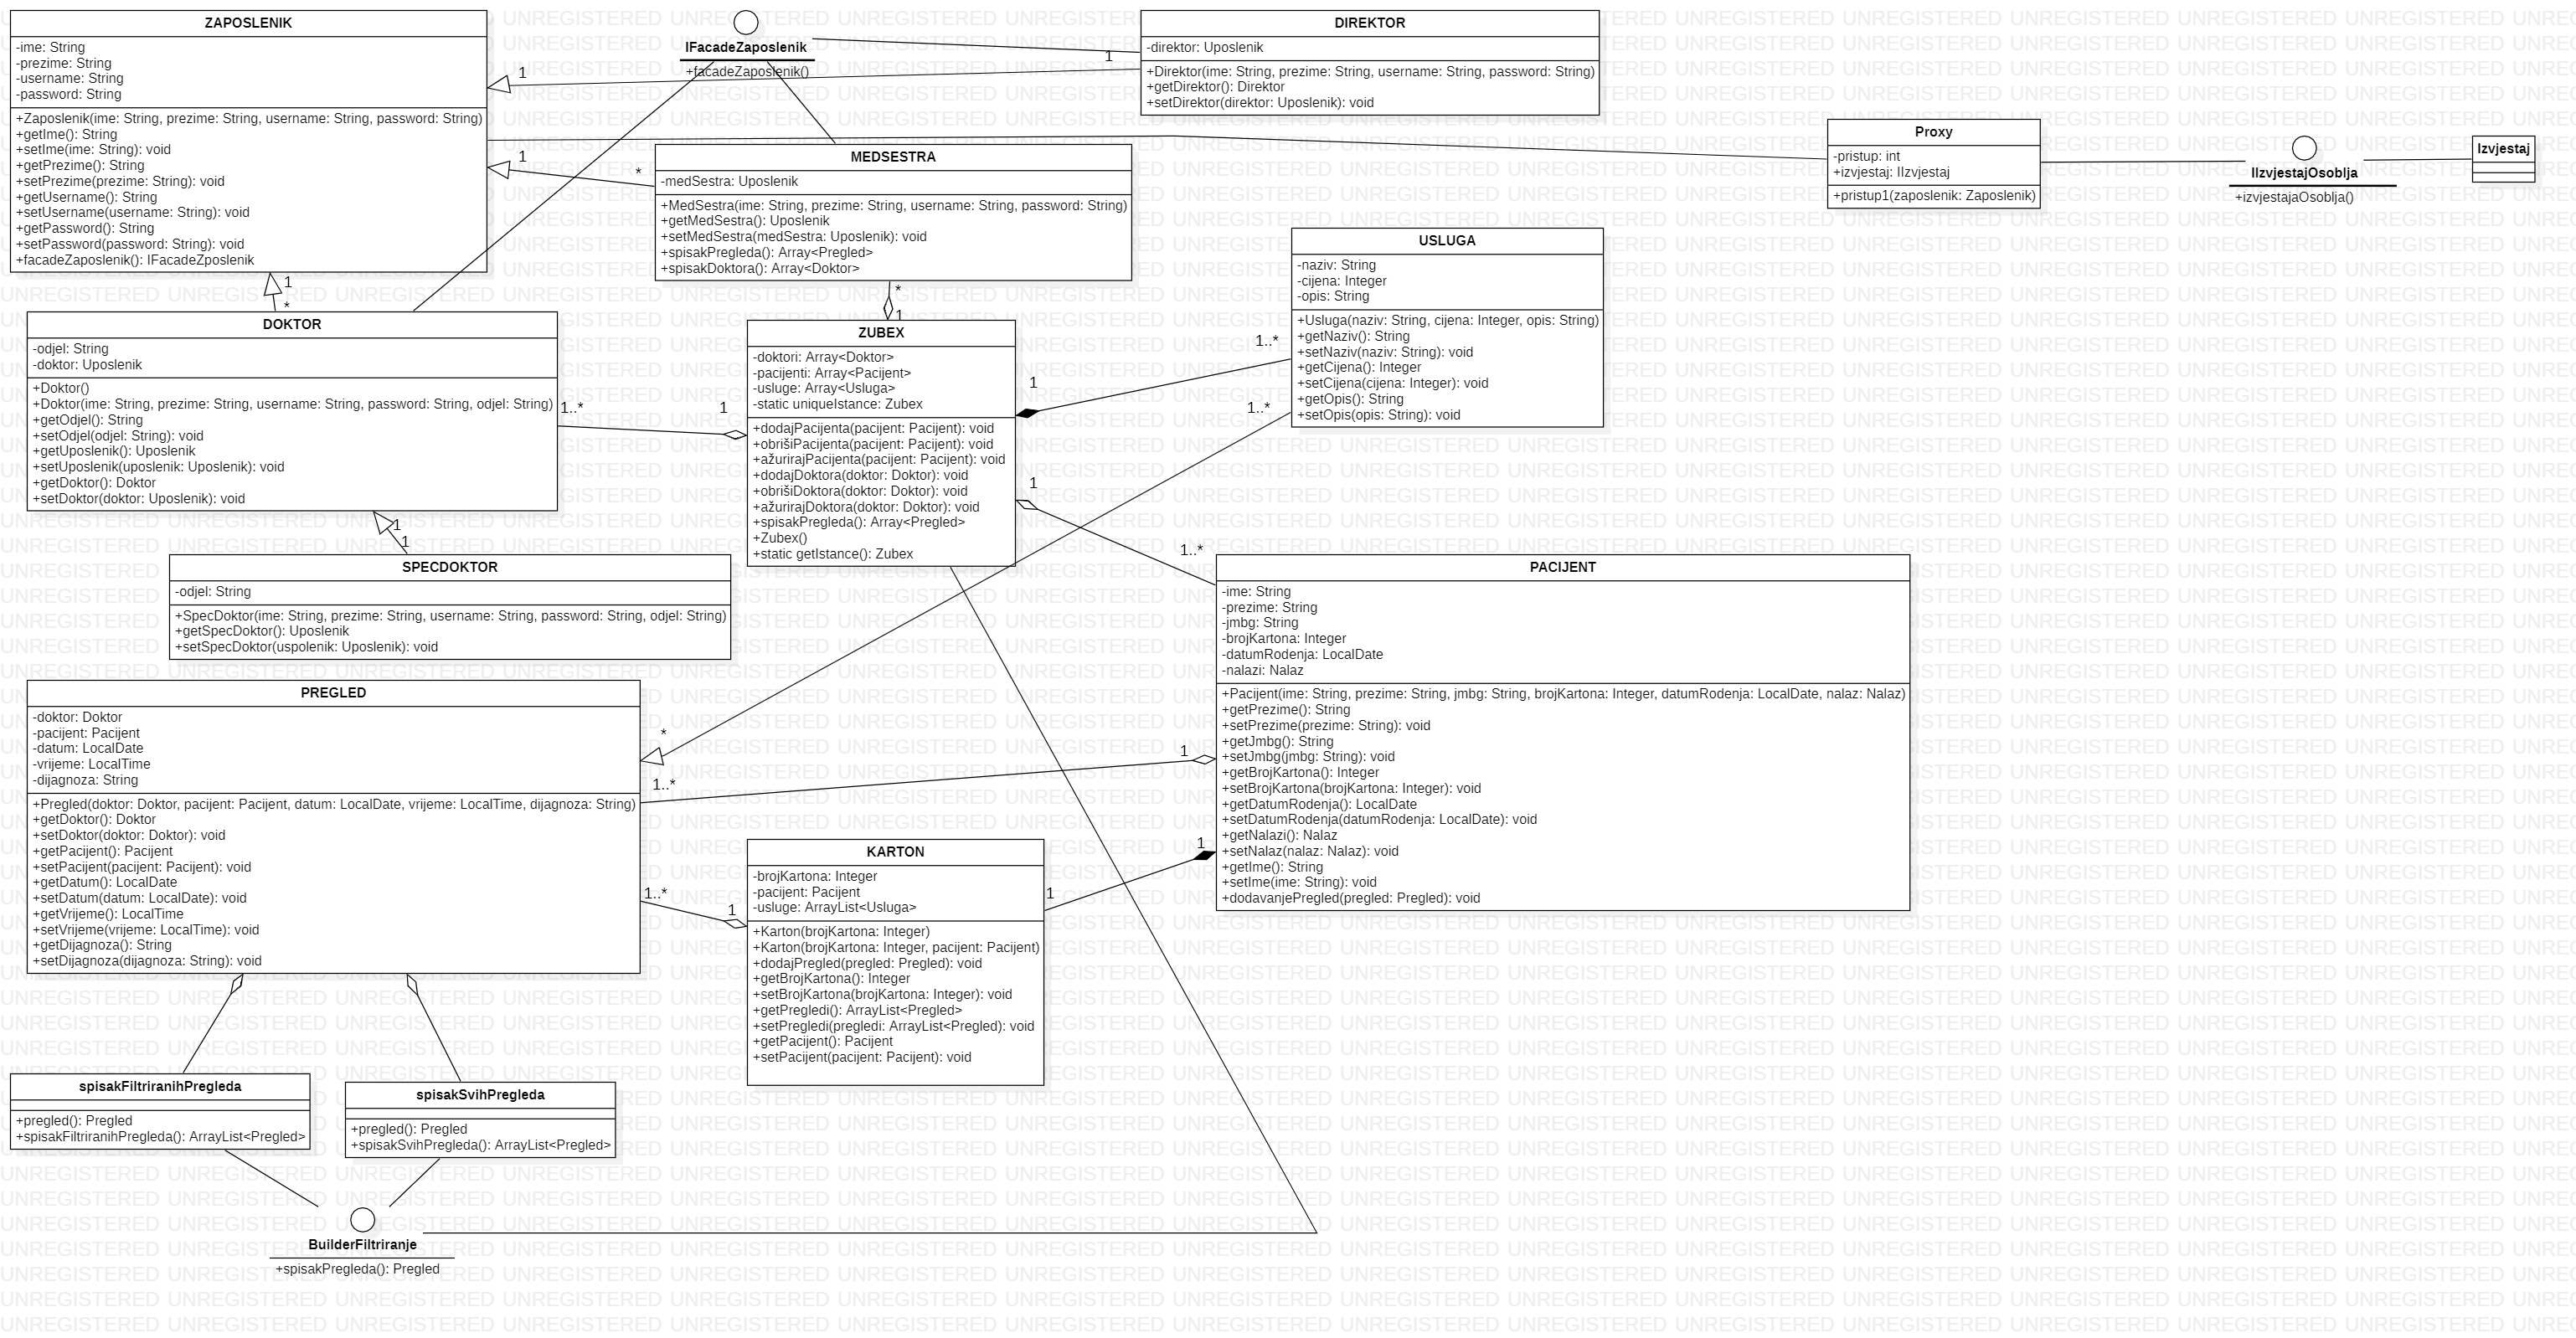 ZAPOSLENIK
-ime: String
-prezime: String
-username: String
-password: String
+Zaposlenik(ime: String, prezime: String, username: String, password: String)
+getIme(): String
+setIme(ime: String): void
+getPrezime(): String
+setPrezime(prezime: String): void
+getUsername(): String
+setUsername(username: String): void
+getPassword(): String
+setPassword(password: String): void
+facadeZaposlenik(): IFacadeZposlenik
IFacadeZaposlenik
+facadeZaposlenik()
DIREKTOR
-direktor: Uposlenik
+Direktor(ime: String, prezime: String, username: String, password: String)
+getDirektor(): Direktor
+setDirektor(direktor: Uposlenik): void
1
1
1
*
MEDSESTRA
-medSestra: Uposlenik
+MedSestra(ime: String, prezime: String, username: String, password: String)
+getMedSestra(): Uposlenik
+setMedSestra(medSestra: Uposlenik): void
+spisakPregleda(): Array<Pregled>
+spisakDoktora(): Array<Doktor>
Proxy
-pristup: int
+izvjestaj: IIzvjestaj
+pristup1(zaposlenik: Zaposlenik)
IIzvjestajOsoblja
+izvjestajaOsoblja()
Izvjestaj
USLUGA
-naziv: String
-cijena: Integer
-opis: String
+Usluga(naziv: String, cijena: Integer, opis: String)
+getNaziv(): String
+setNaziv(naziv: String): void
+getCijena(): Integer
+setCijena(cijena: Integer): void
+getOpis(): String
+setOpis(opis: String): void
1
*
DOKTOR
-odjel: String
-doktor: Uposlenik
+Doktor()
+Doktor(ime: String, prezime: String, username: String, password: String, odjel: String)
+getOdjel(): String
+setOdjel(odjel: String): void
+getUposlenik(): Uposlenik
+setUposlenik(uposlenik: Uposlenik): void
+getDoktor(): Doktor
+setDoktor(doktor: Uposlenik): void
*
1
ZUBEX
-doktori: Array<Doktor>
-pacijenti: Array<Pacijent>
-usluge: Array<Usluga>
-static uniqueIstance: Zubex
+dodajPacijenta(pacijent: Pacijent): void
+obrišiPacijenta(pacijent: Pacijent): void
+ažurirajPacijenta(pacijent: Pacijent): void
+dodajDoktora(doktor: Doktor): void
+obrišiDoktora(doktor: Doktor): void
+ažurirajDoktora(doktor: Doktor): void
+spisakPregleda(): Array<Pregled>
+Zubex()
+static getIstance(): Zubex
1..*
1
1
1..*
1..*
1
1..*
1
1
SPECDOKTOR
-odjel: String
+SpecDoktor(ime: String, prezime: String, username: String, password: String, odjel: String)
+getSpecDoktor(): Uposlenik
+setSpecDoktor(uspolenik: Uposlenik): void
PACIJENT
-ime: String
-prezime: String
-jmbg: String
-brojKartona: Integer
-datumRodenja: LocalDate
-nalazi: Nalaz
+Pacijent(ime: String, prezime: String, jmbg: String, brojKartona: Integer, datumRodenja: LocalDate, nalaz: Nalaz)
+getPrezime(): String
+setPrezime(prezime: String): void
+getJmbg(): String
+setJmbg(jmbg: String): void
+getBrojKartona(): Integer
+setBrojKartona(brojKartona: Integer): void
+getDatumRodenja(): LocalDate
+setDatumRodenja(datumRodenja: LocalDate): void
+getNalazi(): Nalaz
+setNalaz(nalaz: Nalaz): void
+getIme(): String
+setIme(ime: String): void
+dodavanjePregled(pregled: Pregled): void
PREGLED
-doktor: Doktor
-pacijent: Pacijent
-datum: LocalDate
-vrijeme: LocalTime
-dijagnoza: String
+Pregled(doktor: Doktor, pacijent: Pacijent, datum: LocalDate, vrijeme: LocalTime, dijagnoza: String)
+getDoktor(): Doktor
+setDoktor(doktor: Doktor): void
+getPacijent(): Pacijent
+setPacijent(pacijent: Pacijent): void
+getDatum(): LocalDate
+setDatum(datum: LocalDate): void
+getVrijeme(): LocalTime
+setVrijeme(vrijeme: LocalTime): void
+getDijagnoza(): String
+setDijagnoza(dijagnoza: String): void
*
1..*
1
1..*
1
1
1
KARTON
-brojKartona: Integer
-pacijent: Pacijent
-usluge: ArrayList<Usluga>
+Karton(brojKartona: Integer)
+Karton(brojKartona: Integer, pacijent: Pacijent)
+dodajPregled(pregled: Pregled): void
+getBrojKartona(): Integer
+setBrojKartona(brojKartona: Integer): void
+getPregledi(): ArrayList<Pregled>
+setPregledi(pregledi: ArrayList<Pregled): void
+getPacijent(): Pacijent
+setPacijent(pacijent: Pacijent): void
spisakFiltriranihPregleda
+pregled(): Pregled
+spisakFiltriranihPregleda(): ArrayList<Pregled>
spisakSvihPregleda
+pregled(): Pregled
+spisakSvihPregleda(): ArrayList<Pregled>
BuilderFiltriranje
+spisakPregleda(): Pregled
UNREGISTERED